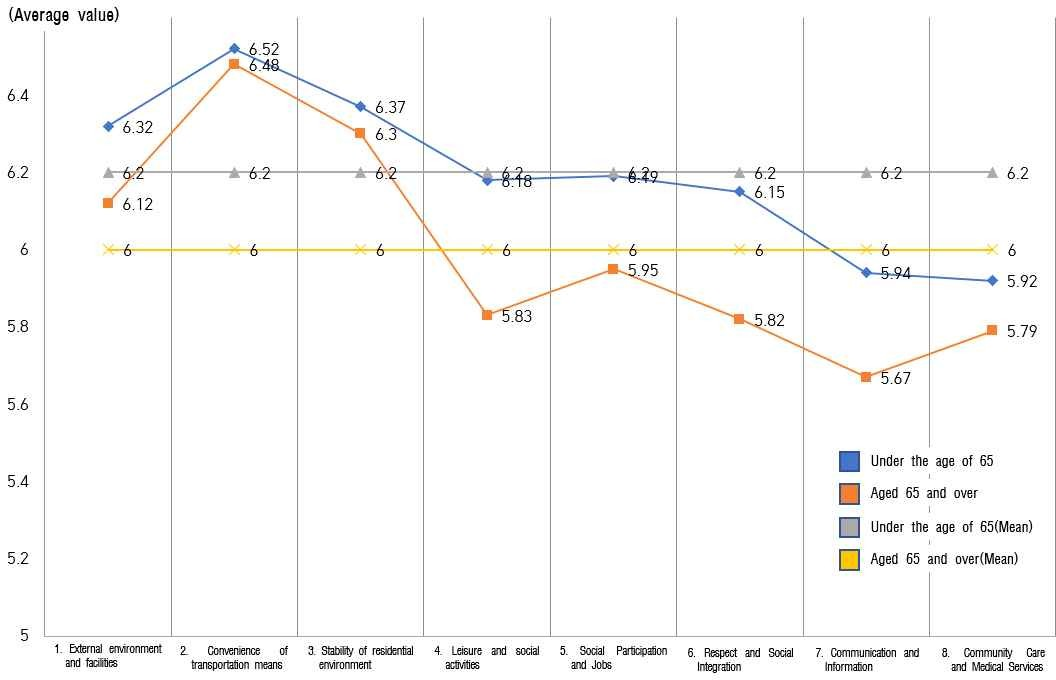 (Average value)
6.4
6.2
6
5.8
5.6
5.4
5.2
5
6.32
6.52
6.37
6.18
6.19
6.15
5.94
5.92
6.12
6.48
6.3
5.83
5.95
5.82
5.67
5.79
6.2
6.2
6.2
6.2
6.2
6.2
6.2
6.2
6
6
6
6
6
6
6
6
Under the age of 65
Aged 65 and over
Under the age of 65(Mean)
Aged 65 and over(Mean)
1. External environment
and facilities
2. Convenience of
transportation means
3. Stability of residential
environment
4. Leisure and social
activities
5. Social Participation
and Jobs
6. Respect and Social
Integration
7. Communication and
Information
8. Community Care
and Medical Services